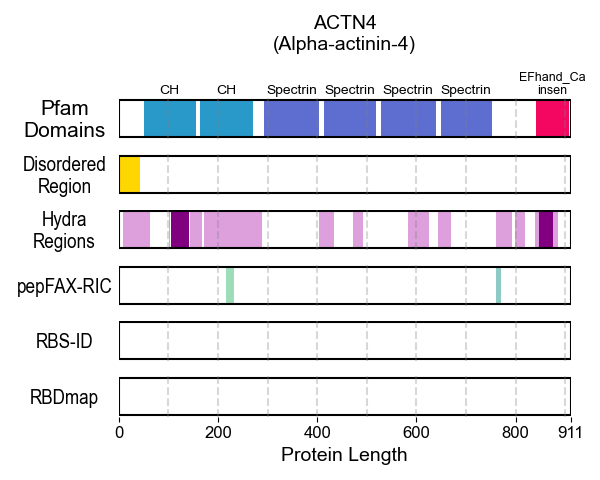 ACTN4
(Alpha-actinin-4)
CH
CH
Spectrin
Spectrin
Spectrin
Spectrin
EFhand_Ca
insen
Pfam
Domains
Disordered
Region
Hydra
Regions
pepFAX-RIC
RBS-ID
RBDmap
0
200
400
600
800
911
Protein Length